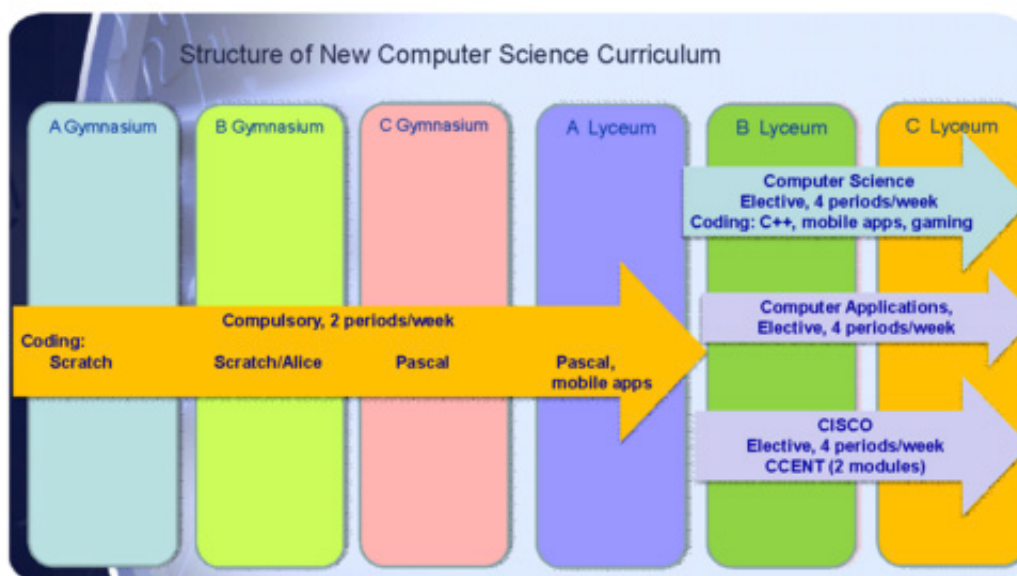 Structure of New Computer Science Curriculum
A Gymnasium
B Gymnasium
C Gymnasium
A Lyceum
B Lyceum
C Lyceum
Computer Science
Elective, 4 periods/week
Coding: C++, mobile apps, gaming
Compulsory, 2 periods/week
Coding:
Scratch
Scratch/Alice
Pascal
Pascal,
mobile apps
Computer Applications,
Elective, 4 periods/week
CISCO
Elective, 4 periods/week
CCENT (2 modules)